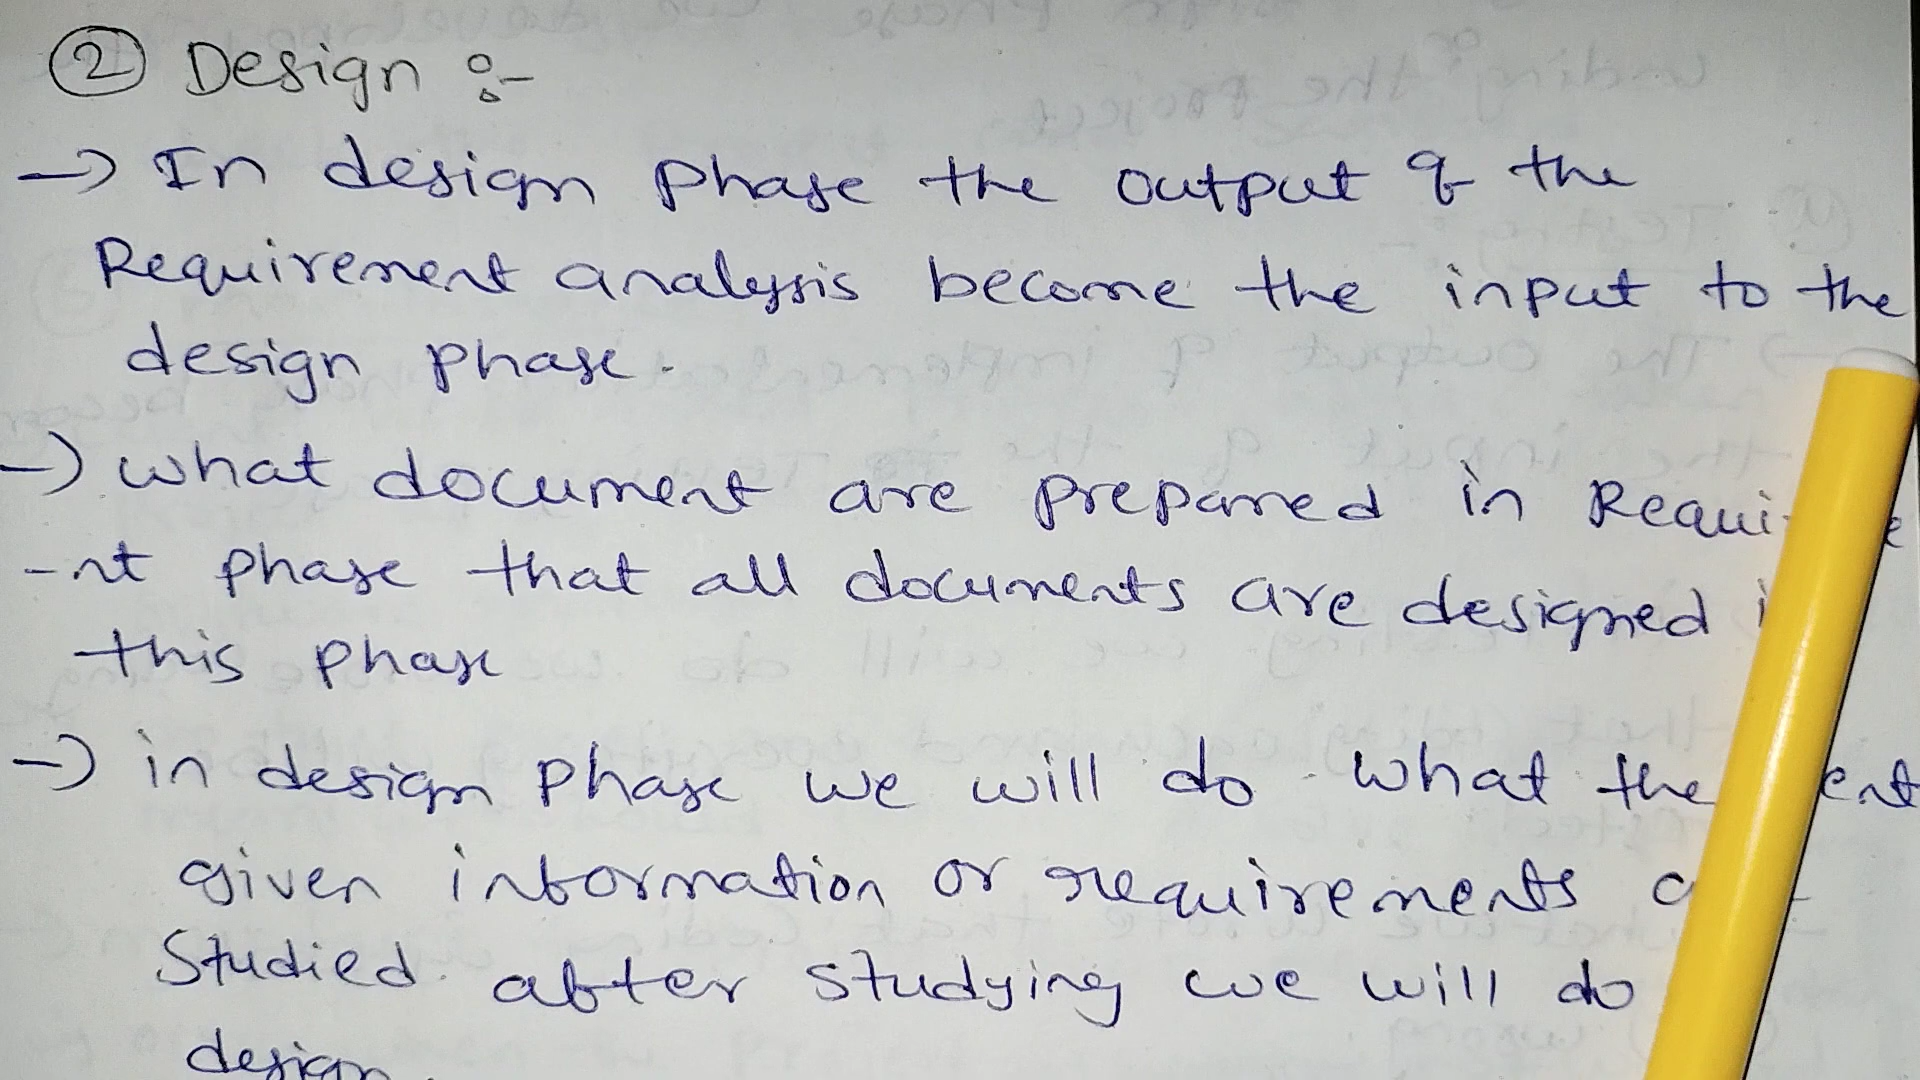 ② Design :-
→ In design phase the output of the
Requirement analysis become the input to the
design phase.
→ what document are prepared in
-nt phase that all documents are designed
this phase
→ in design phase we will do what the
given information or requirements
Studied. after studying we will do
design.